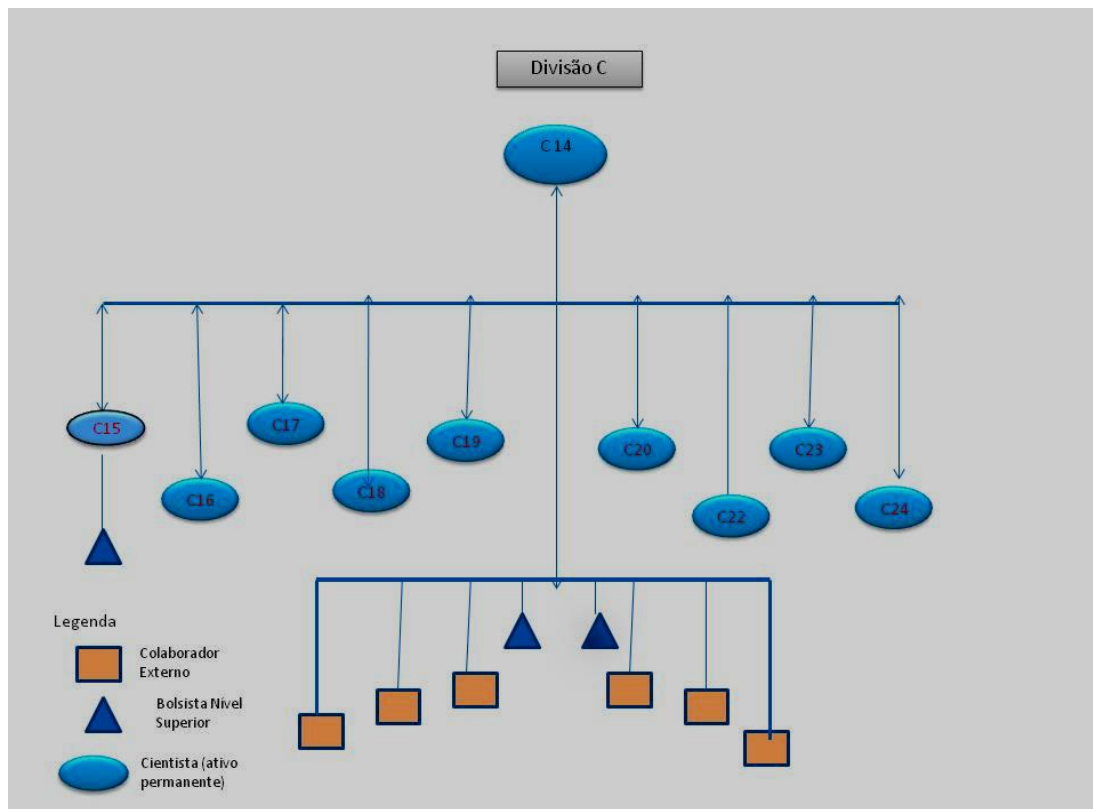 Divisão C
C 14
C15
C16
C17
C18
C19
C20
C22
C23
C24
Legenda
Colaborador
Externo
Bolsista Nível
Superior
Cientista (ativo
permanente)